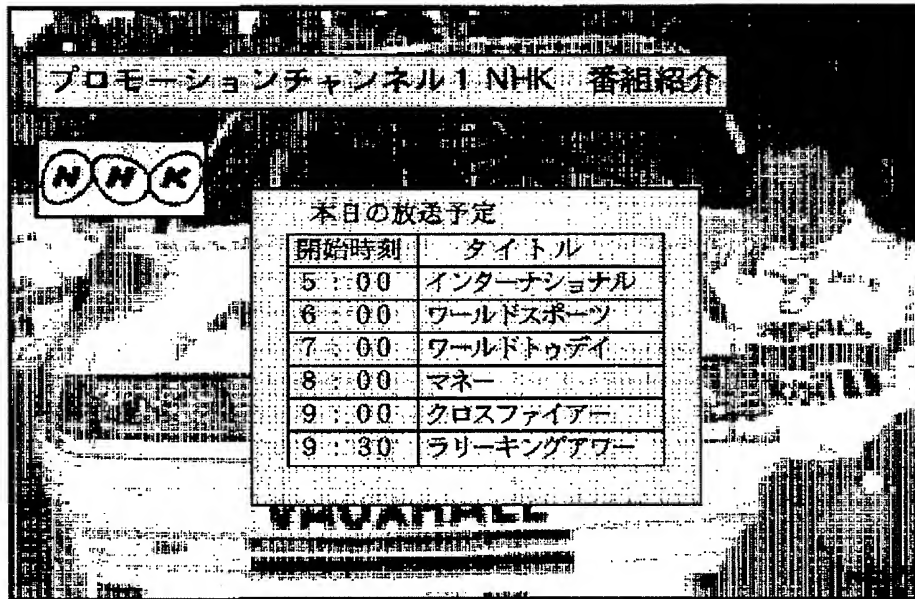 プロモーションチャンネル1 NHK 番組紹介
NHK
本日の放送予定
開始時刻 タイトル
5:00 インターナショナル
6:00 ワールドスポーツ
7:00 ワールドトゥデイ
8:00 マネー
9:00 クロスファイアー
9:30 ラリーキングアワー
VAUXHALL